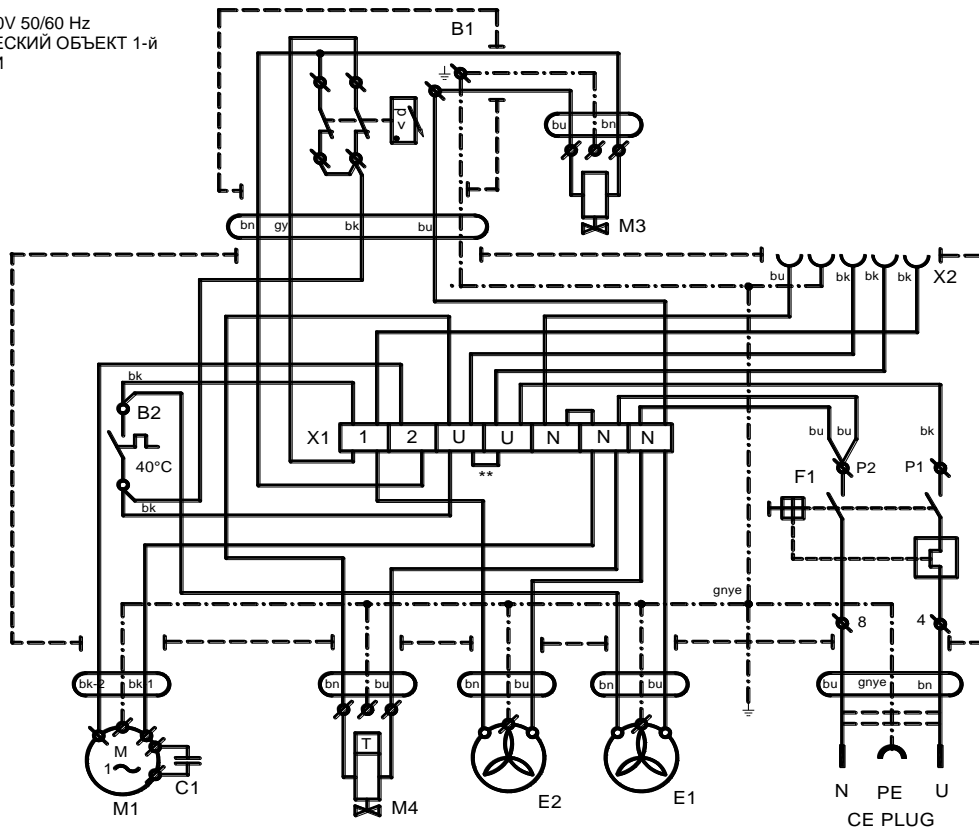 0V 50/60 Hz
ЕСКИЙ ОБЪЕКТ 1-й
B1
P
V
bu
bn
M3
bn
gy
bk
bu
bu
bk
bk
bk
X2
bk
B2
40°C
bk
X1
1
2
U
U
N
N
N
**
bu
bu
bk
F1
P2
P1
gnye
8
4
bk-2
bk-1
bn
bu
bn
bu
bn
bu
bu
gnye
bn
M
1
M1
C1
T
M4
E2
E1
N
PE
U
CE PLUG